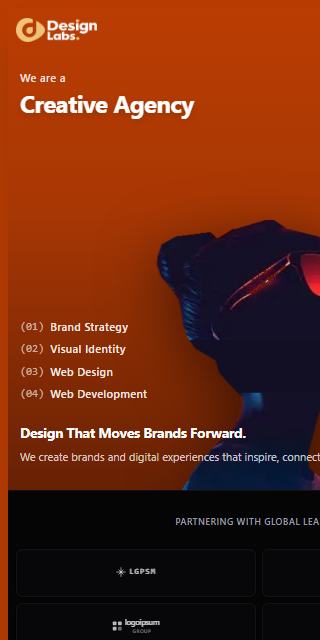 Design
Labs.
We are a
Creative Agency
(01) Brand Strategy
(02) Visual Identity
(03) Web Design
(04) Web Development
Design That Moves Brands Forward.
We create brands and digital experiences that inspire, connect
PARTNERING WITH GLOBAL LEA
LGPSM
logoipsum
GROUP